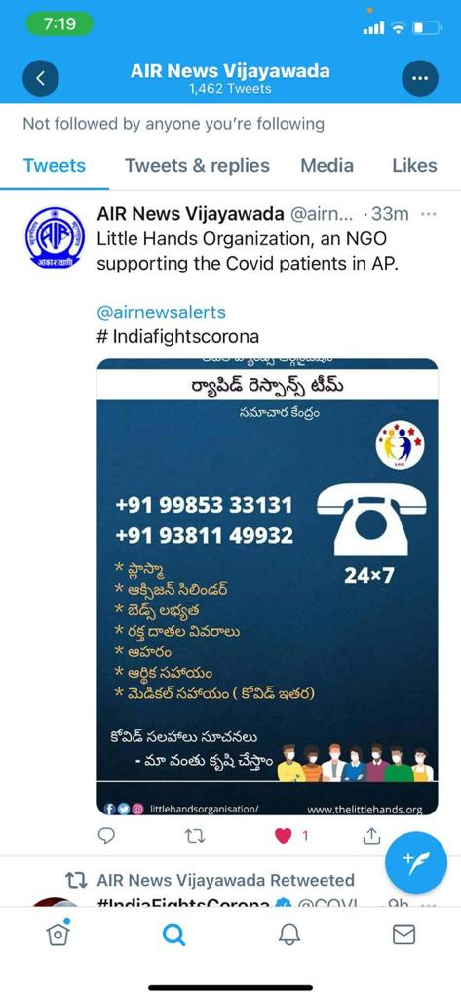 7:19
AIR News Vijayawada
1,462 Tweets
Not followed by anyone you're following
Tweets Tweets & replies Media Likes
AIR News Vijayawada @airn... · 33m
Little Hands Organization, an NGO
supporting the Covid patients in AP.
@airnewsalerts
# Indiafightscorona
AIR
आकाशवाणी
ర్యాపిడ్ రెస్పాన్స్ టీమ్
సమాచార కేంద్రం
+91 99853 33131
+91 93811 49932
24×7
* ప్లాస్మా
* ఆక్సిజన్ సిలిండర్
* బెడ్స్ లభ్యత
* రక్త దాతల వివరాలు
* ఆహారం
* ఆర్థిక సహాయం
* మెడికల్ సహాయం ( కోవిడ్ ఇతర)
కోవిడ్ సలహాలు సూచనలు
- మా వంతు కృషి చేస్తాం
littlehandsorganisation/ www.thelittlehands.org
1
AIR News Vijayawada Retweeted
#IndiaFightsCorona @COVI... · 9h